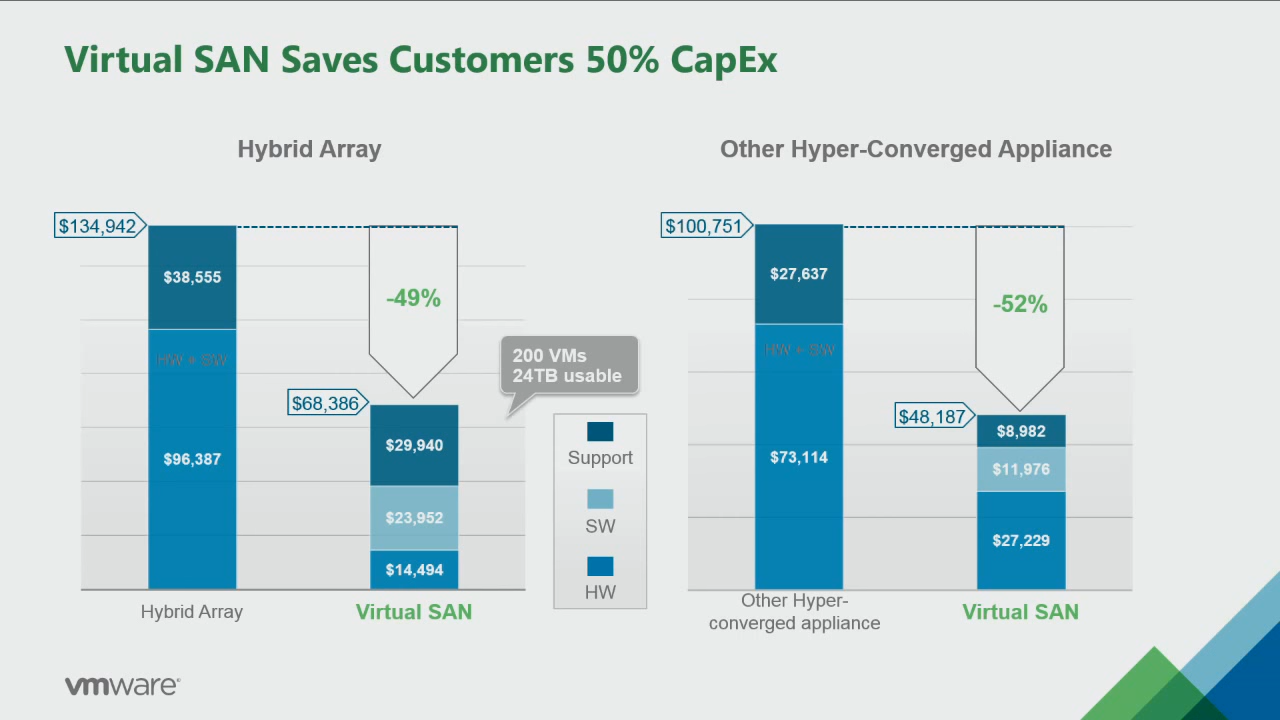 Virtual SAN Saves Customers 50% CapEx
Hybrid Array
$134,942
$38,555
HW + SW
$96,387
-49%
$68,386
$29,940
$23,952
$14,494
Hybrid Array
Virtual SAN
200 VMs
24TB usable
Support
SW
HW
Other Hyper-Converged Appliance
$100,751
$27,637
HW + SW
$73,114
-52%
$48,187
$8,982
$11,976
$27,229
Other Hyper-
converged appliance
Virtual SAN
vmware